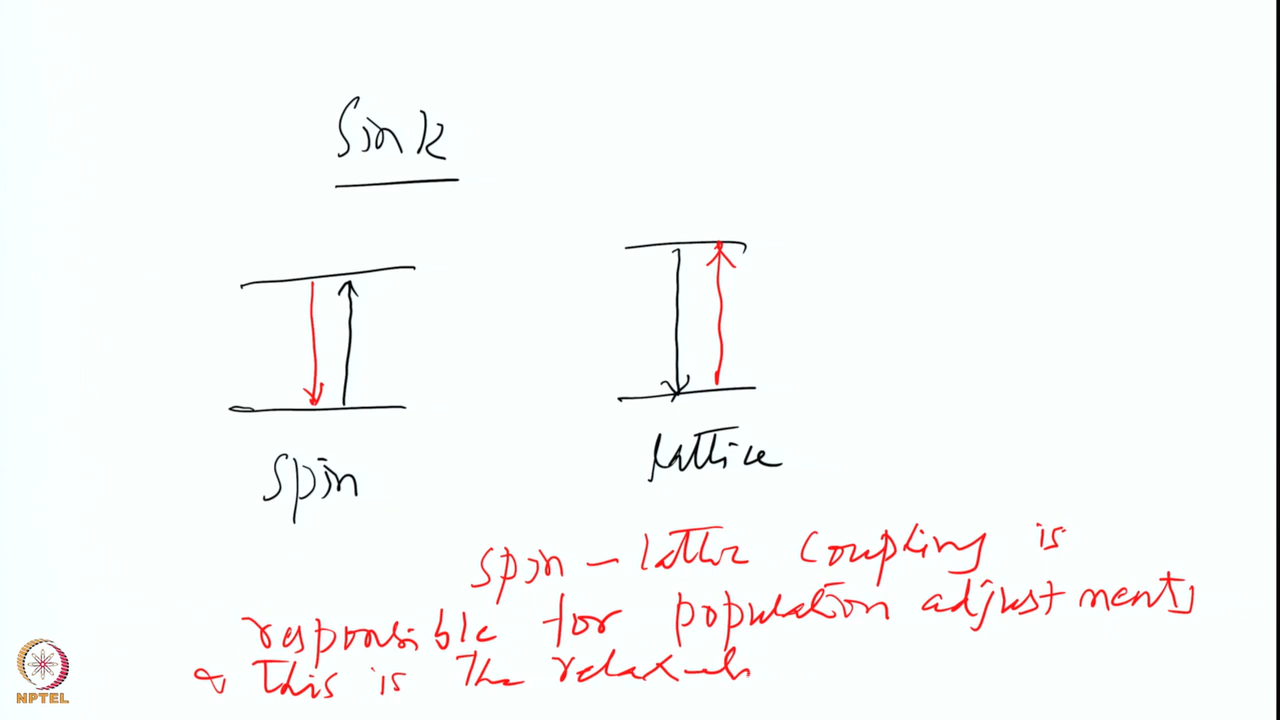 Sink
Spin
Lattice
spin - lattice coupling is
responsible for population adjustments
& This is the
NPTEL